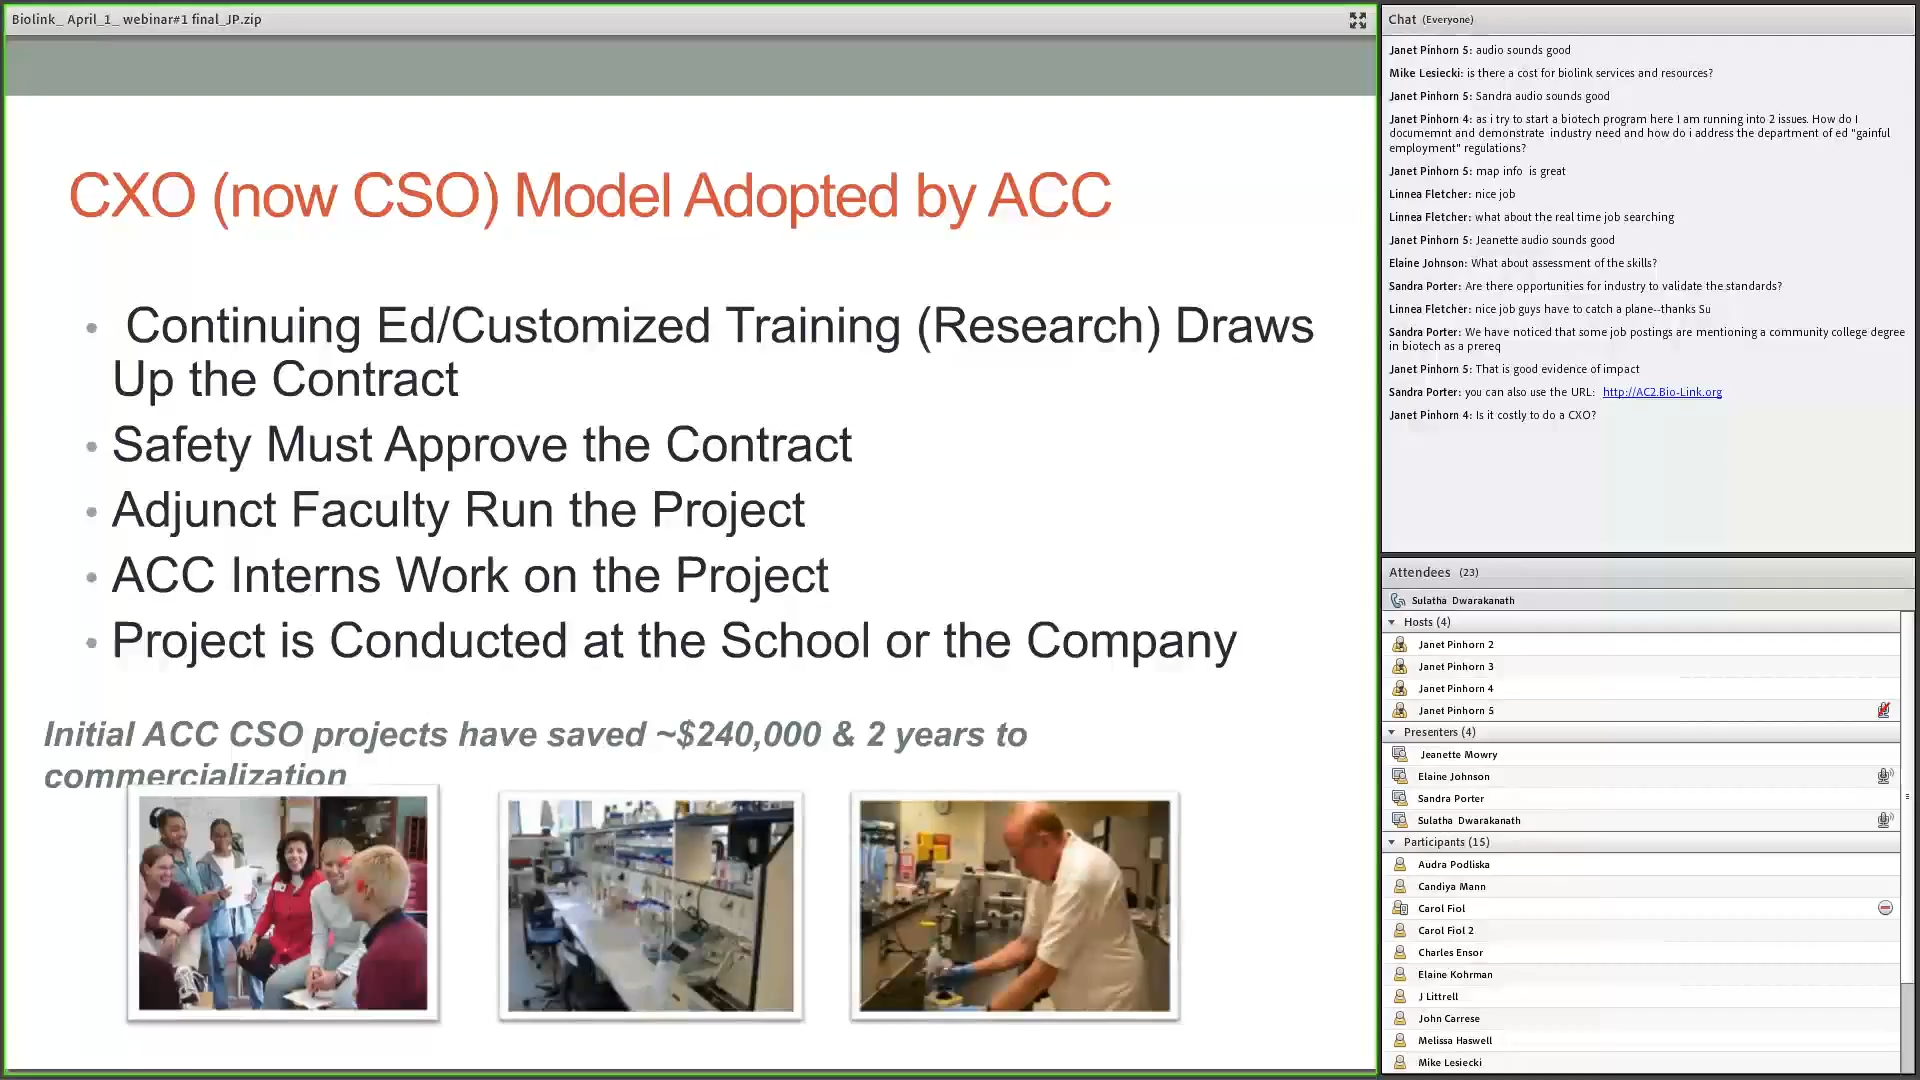 Biolink_ April_1_ webinar#1 final_JP.zip
CXO (now CSO) Model Adopted by ACC
• Continuing Ed/Customized Training (Research) Draws
Up the Contract
• Safety Must Approve the Contract
• Adjunct Faculty Run the Project
• ACC Interns Work on the Project
• Project is Conducted at the School or the Company
Initial ACC CSO projects have saved ~$240,000 & 2 years to
commercialization
Chat (Everyone)
Janet Pinhorn 5: audio sounds good
Mike Lesiecki: is there a cost for biolink services and resources?
Janet Pinhorn 5: Sandra audio sounds good
Janet Pinhorn 4: as i try to start a biotech program here I am running into 2 issues. How do I
documemnt and demonstrate industry need and how do i address the department of ed "gainful
employment" regulations?
Janet Pinhorn 5: map info is great
Linnea Fletcher: nice job
Linnea Fletcher: what about the real time job searching
Janet Pinhorn 5: Jeanette audio sounds good
Elaine Johnson: What about assessment of the skills?
Sandra Porter: Are there opportunities for industry to validate the standards?
Linnea Fletcher: nice job guys have to catch a plane--thanks Su
Sandra Porter: We have noticed that some job postings are mentioning a community college degree
in biotech as a prereq
Janet Pinhorn 5: That is good evidence of impact
Sandra Porter: you can also use the URL: http://AC2.Bio-Link.org
Janet Pinhorn 4: Is it costly to do a CXO?
Attendees (23)
Sulatha Dwarakanath
Hosts (4)
Janet Pinhorn 2
Janet Pinhorn 3
Janet Pinhorn 4
Janet Pinhorn 5
Presenters (4)
Jeanette Mowry
Elaine Johnson
Sandra Porter
Sulatha Dwarakanath
Participants (15)
Audra Podliska
Candiya Mann
Carol Fiol
Carol Fiol 2
Charles Ensor
Elaine Kohrman
J Littrell
John Carrese
Melissa Haswell
Mike Lesiecki